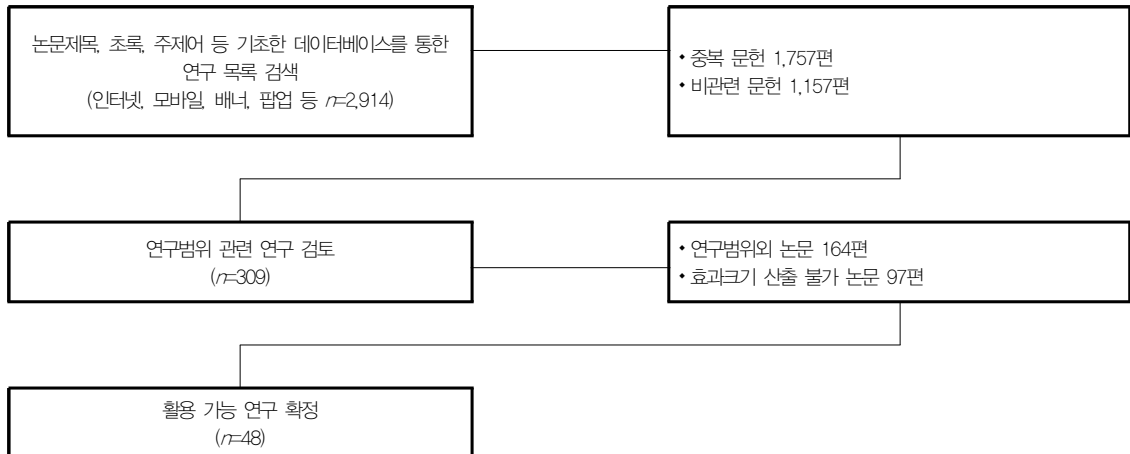 논문제목, 초록, 주제어 등 기초한 데이터베이스를 통한
연구 목록 검색
(인터넷, 모바일, 배너, 팝업 등 n=2,914)
• 중복 문헌 1,757편
• 비관련 문헌 1,157편
연구범위 관련 연구 검토
(n=309)
• 연구범위외 논문 164편
• 효과크기 산출 불가 논문 97편
활용 가능 연구 확정
(n=48)